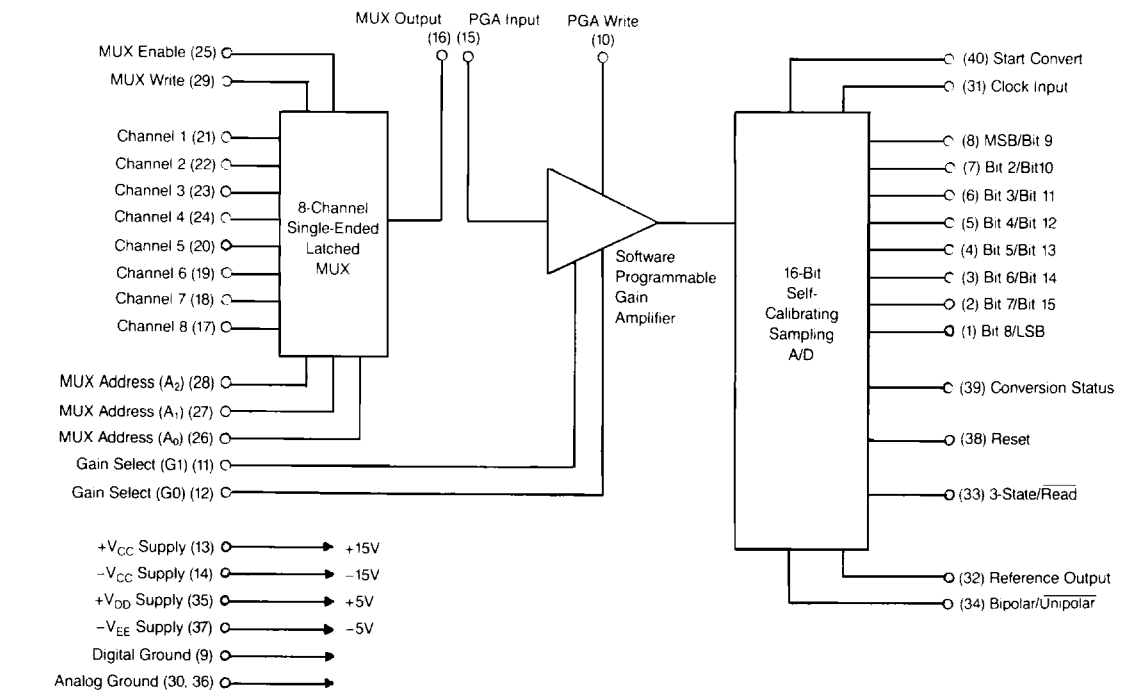 MUX Output
PGA Input
PGA Write
(16) (15)
(10)
MUX Enable (25)
MUX Write (29)
Channel 1 (21)
Channel 2 (22)
Channel 3 (23)
Channel 4 (24)
Channel 5 (20)
Channel 6 (19)
Channel 7 (18)
Channel 8 (17)
8-Channel
Single-Ended
Latched
MUX
MUX Address (A₂) (28)
MUX Address (A₁) (27)
MUX Address (A₀) (26)
Gain Select (G1) (11)
Gain Select (G0) (12)
Software
Programmable
Gain
Amplifier
16-Bit
Self-
Calibrating
Sampling
A/D
(40) Start Convert
(31) Clock Input
(8) MSB/Bit 9
(7) Bit 2/Bit10
(6) Bit 3/Bit 11
(5) Bit 4/Bit 12
(4) Bit 5/Bit 13
(3) Bit 6/Bit 14
(2) Bit 7/Bit 15
(1) Bit 8/LSB
(39) Conversion Status
(38) Reset
(33) 3-State/R̅e̅a̅d̅
(32) Reference Output
(34) Bipolar/U̅n̅i̅p̅o̅l̅a̅r̅
+V_CC Supply (13) +15V
−V_CC Supply (14) −15V
+V_DD Supply (35) +5V
−V_EE Supply (37) −5V
Digital Ground (9)
Analog Ground (30, 36)